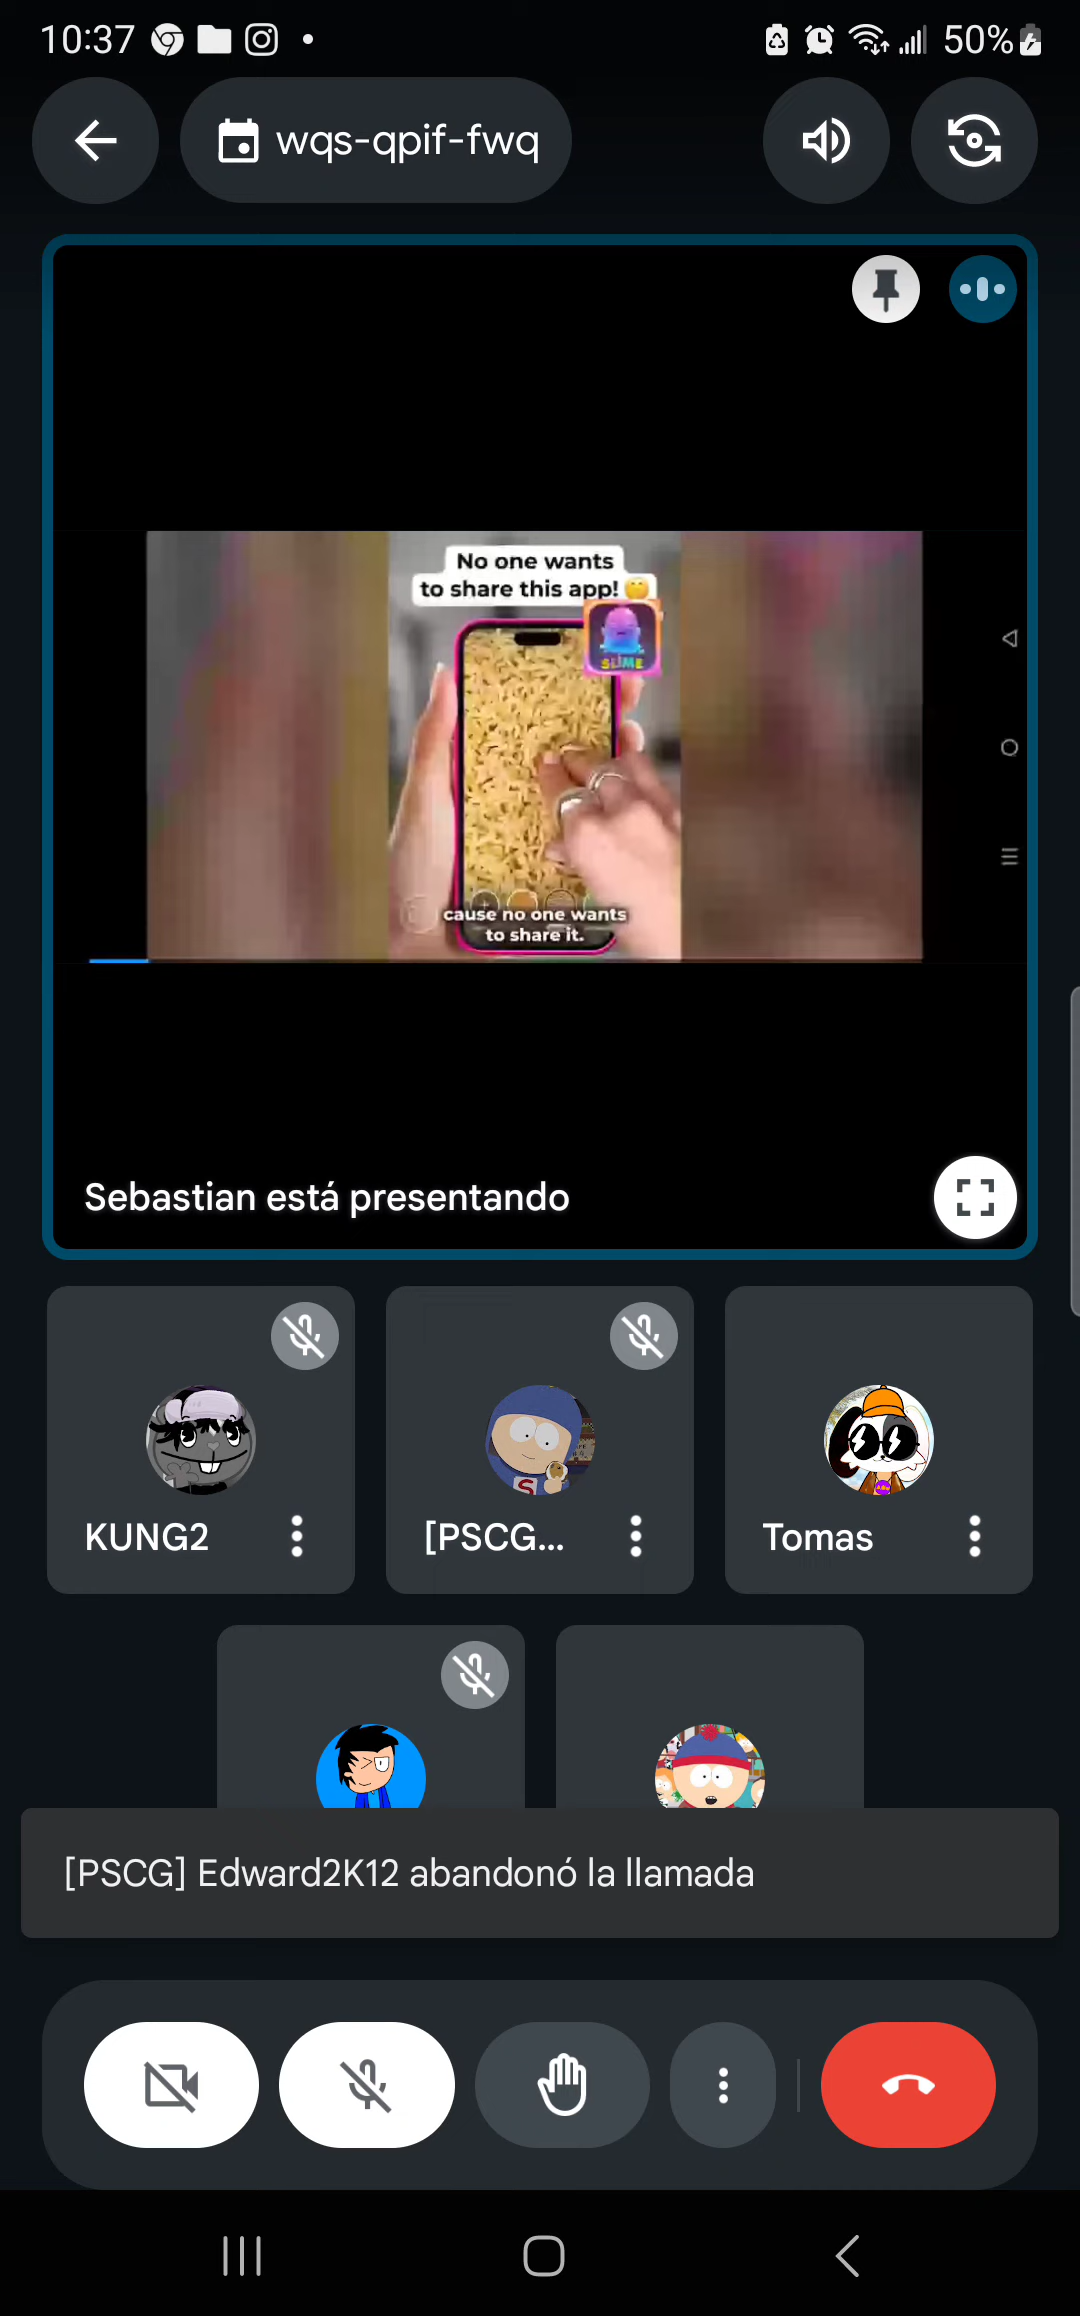 10:37
50%
wqs-qpif-fwq
No one wants
to share this app!
SLIME
cause no one wants
to share it.
Sebastian está presentando
KUNG2
[PSCG...
Tomas
[PSCG] Edward2K12 abandonó la llamada